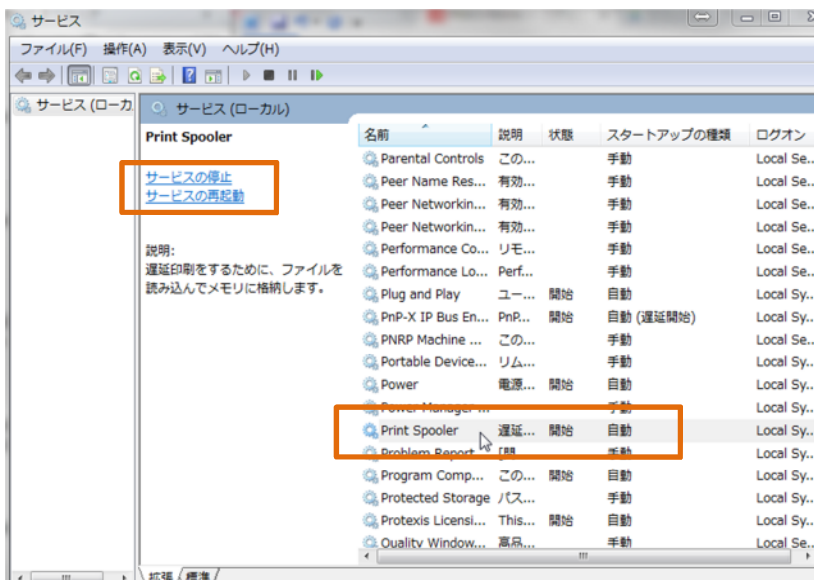 サービス
ファイル(F) 操作(A) 表示(V) ヘルプ(H)
サービス (ローカ
サービス (ローカル)
Print Spooler
サービスの停止
サービスの再起動
説明:
遅延印刷をするために、ファイルを
読み込んでメモリに格納します。
名前 説明 状態 スタートアップの種類 ログオン
Parental Controls この... 手動 Local Se..
Peer Name Res... 有効... 手動 Local Se..
Peer Networkin... 有効... 手動 Local Se..
Peer Networkin... 有効... 手動 Local Se..
Performance Co... リモ... 手動 Local Se..
Performance Lo... Perf... 手動 Local Se..
Plug and Play ユー... 開始 自動 Local Sy..
PnP-X IP Bus En... PnP... 開始 自動 (遅延開始) Local Sy..
PNRP Machine ... この... 手動 Local Se..
Portable Device... リム... 手動 Local Sy..
Power 電源... 開始 自動 Local Sy..
Power Manager ... 手動 Local Sy..
Print Spooler 遅延... 開始 自動 Local Sy..
Problem Report 手動 Local Sy..
Program Comp... この... 開始 自動 Local Sy..
Protected Storage パス... 手動 Local Sy..
Protexis Licensi... This... 開始 自動 Local Sy..
Quality Window... 高品... 手動 Local Se..
拡張 標準